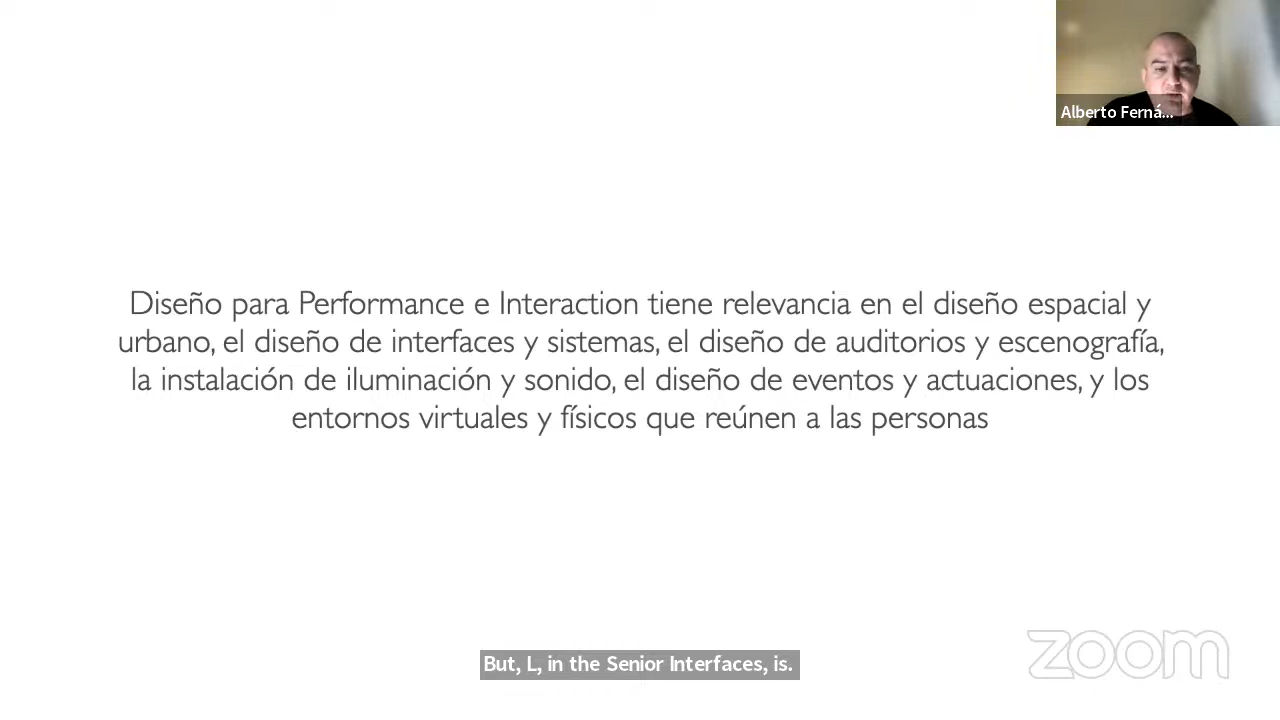 Alberto Ferná...
Diseño para Performance e Interaction tiene relevancia en el diseño espacial y
urbano, el diseño de interfaces y sistemas, el diseño de auditorios y escenografía,
la instalación de iluminación y sonido, el diseño de eventos y actuaciones, y los
entornos virtuales y físicos que reúnen a las personas
zoom
But, L, in the Senior Interfaces, is.